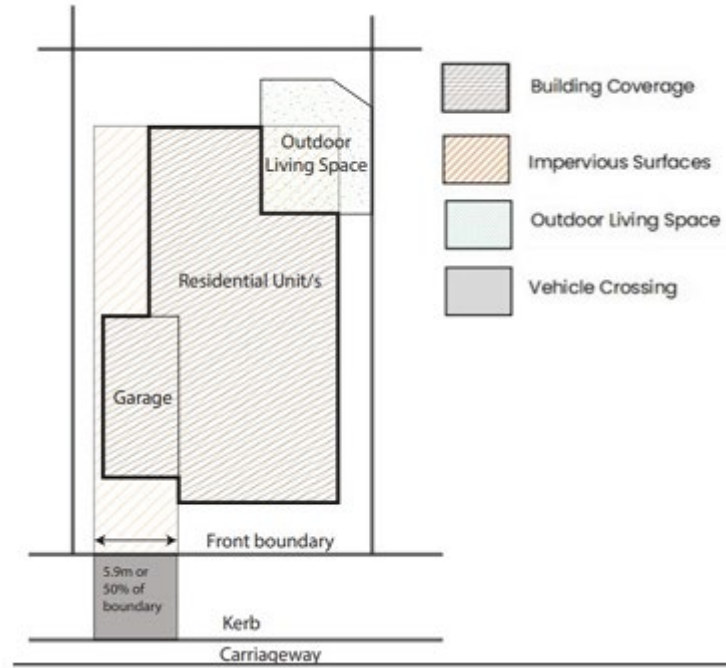 Outdoor
Living Space
Residential Unit/s
Garage
Front boundary
5.9m or
50% of
boundary
Kerb
Carriageway
Building Coverage
Impervious Surfaces
Outdoor Living Space
Vehicle Crossing